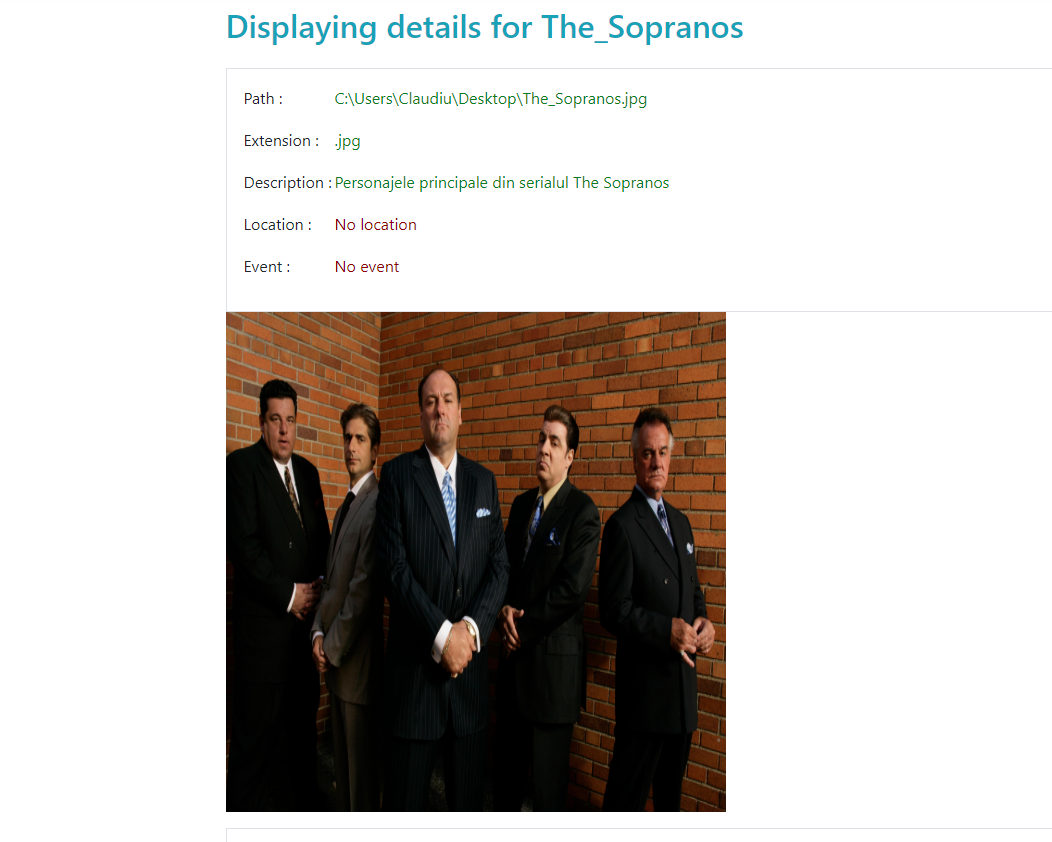 Displaying details for The_Sopranos
Path : C:\Users\Claudiu\Desktop\The_Sopranos.jpg
Extension : .jpg
Description : Personajele principale din serialul The Sopranos
Location : No location
Event : No event